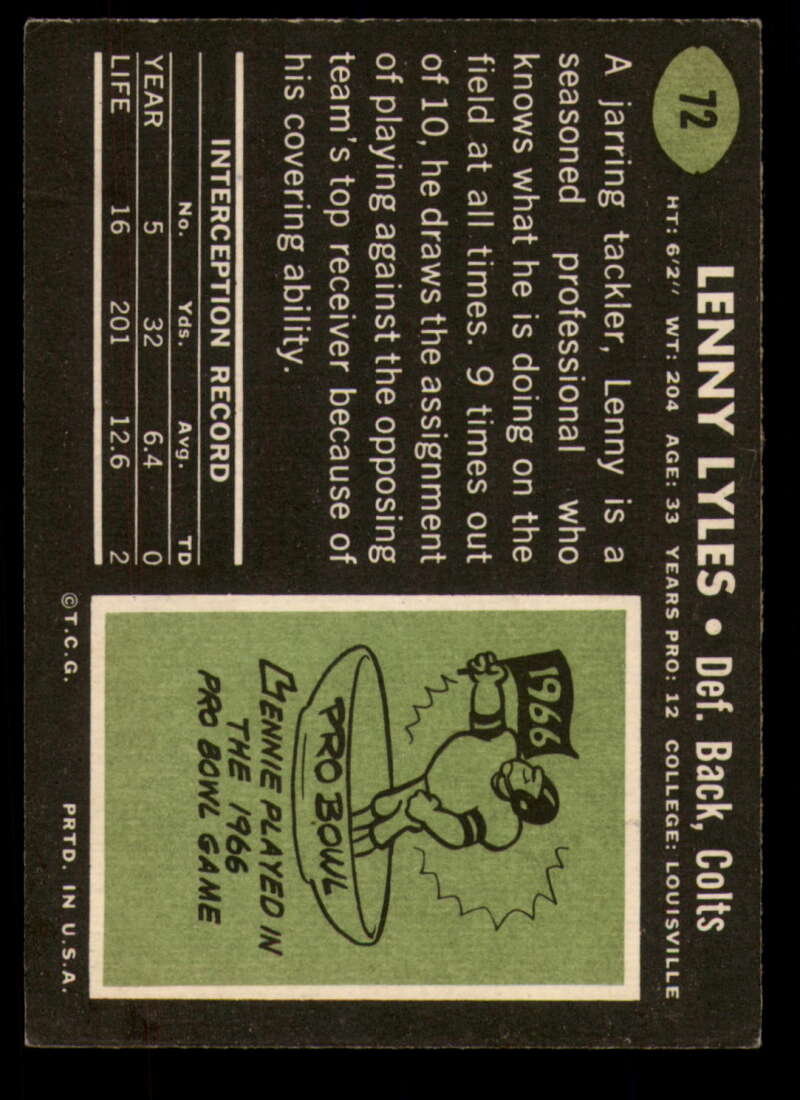 72
LENNY LYLES • Def. Back, Colts
HT: 6'2" WT: 204 AGE: 33 YEARS PRO: 12 COLLEGE: LOUISVILLE
A jarring tackler, Lenny is a
seasoned professional who
knows what he is doing on the
field at all times. 9 times out
of 10, he draws the assignment
of playing against the opposing
team's top receiver because of
his covering ability.
INTERCEPTION RECORD
No. Yds. Avg. TD
YEAR 5 32 6.4 0
LIFE 16 201 12.6 2
1966
PRO BOWL
LENNIE PLAYED IN
THE 1966
PRO BOWL GAME
©T.C.G. PRTD. IN U.S.A.